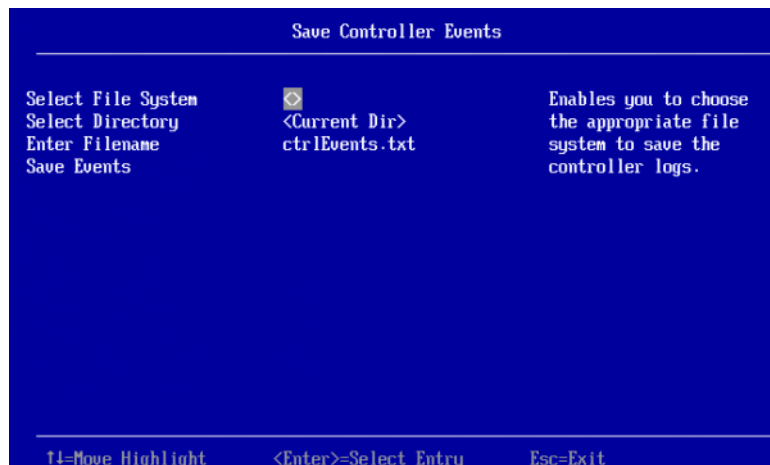 Save Controller Events
Select File System <> Enables you to choose
Select Directory <Current Dir> the appropriate file
Enter Filename ctrlEvents.txt system to save the
Save Events controller logs.
↑↓=Move Highlight <Enter>=Select Entry Esc=Exit